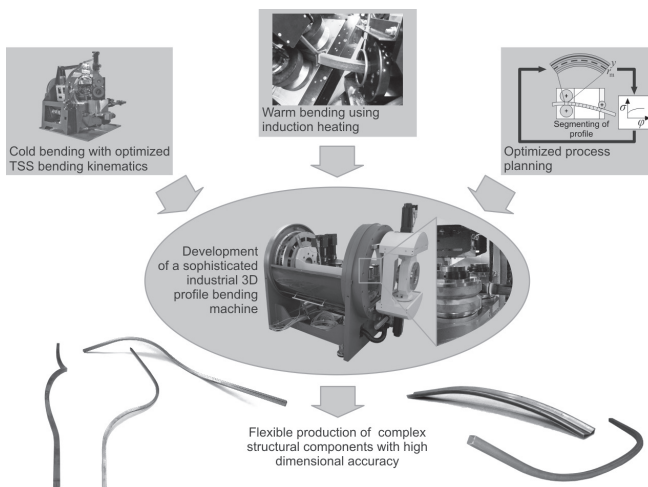 Cold bending with optimized
TSS bending kinematics
Warm bending using
induction heating
y
r'm
Segmenting of
profile
σ
φ
Optimized process
planning
Development
of a sophisticated
industrial 3D
profile bending
machine
Flexible production of complex
structural components with high
dimensional accuracy